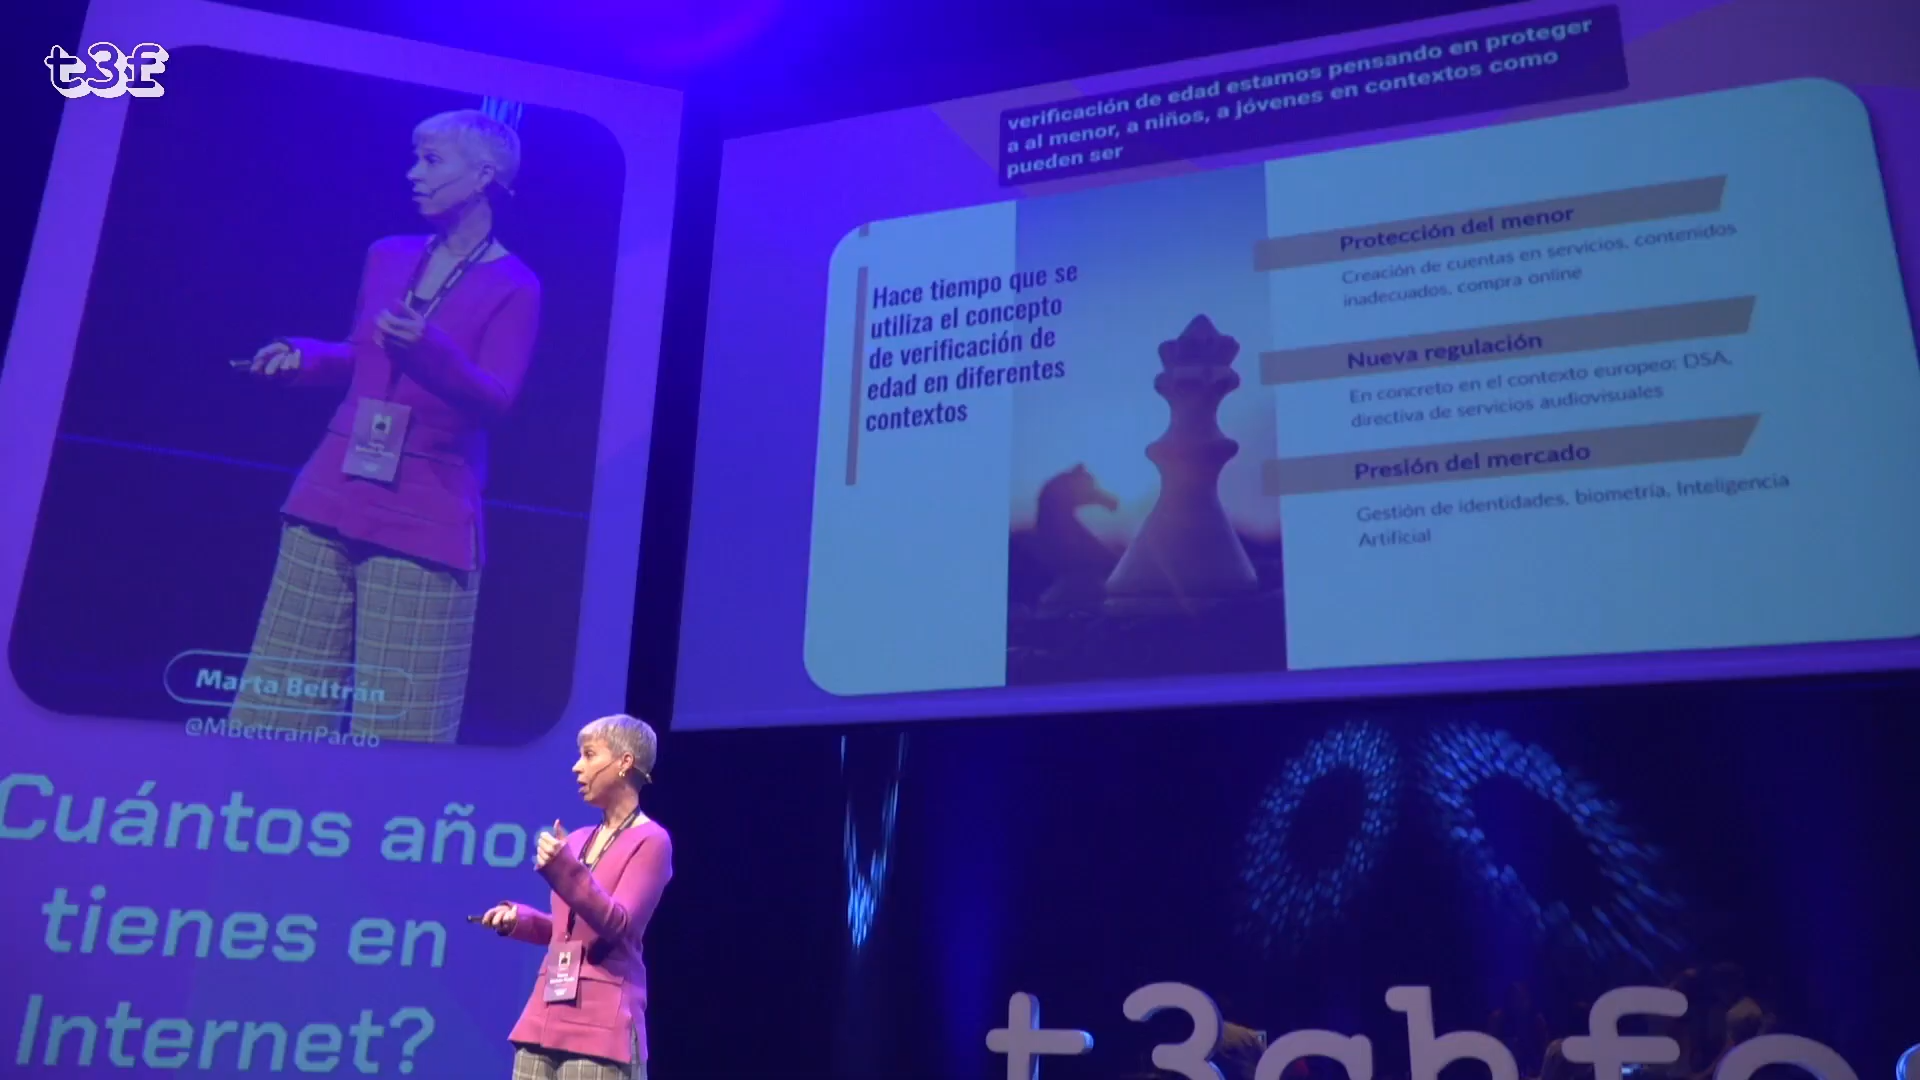 t3f
verificación de edad estamos pensando en proteger
a al menor, a niños, a jóvenes en contextos como
pueden ser
Hace tiempo que se
utiliza el concepto
de verificación de
edad en diferentes
contextos
Protección del menor
Creación de cuentas en servicios, contenidos
inadecuados, compra online
Nueva regulación
En concreto en el contexto europeo: DSA,
directiva de servicios audiovisuales
Presión del mercado
Gestión de identidades, biometría, Inteligencia
Artificial
Marta Beltrán
@MBeltranPardo
Cuántos años
tienes en
Internet?
t3chfes